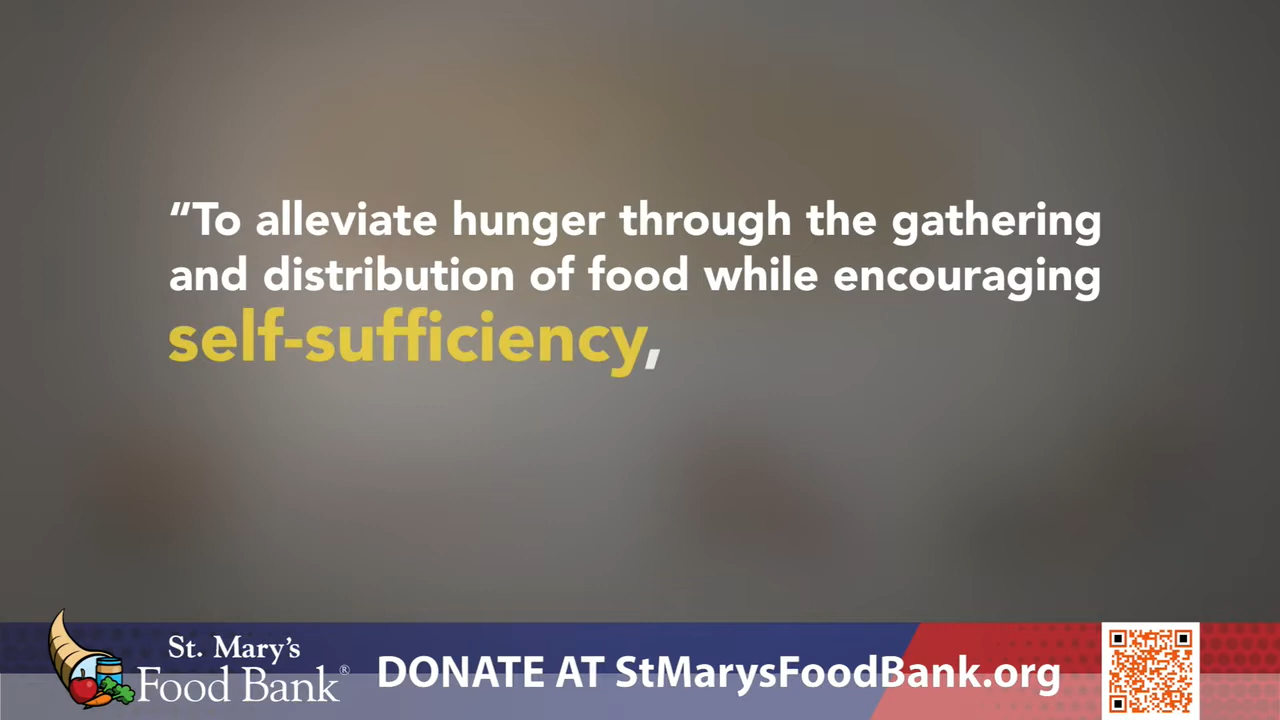 “To alleviate hunger through the gathering
and distribution of food while encouraging
self-sufficiency,
St. Mary’s
Food Bank®
DONATE AT StMarysFoodBank.org